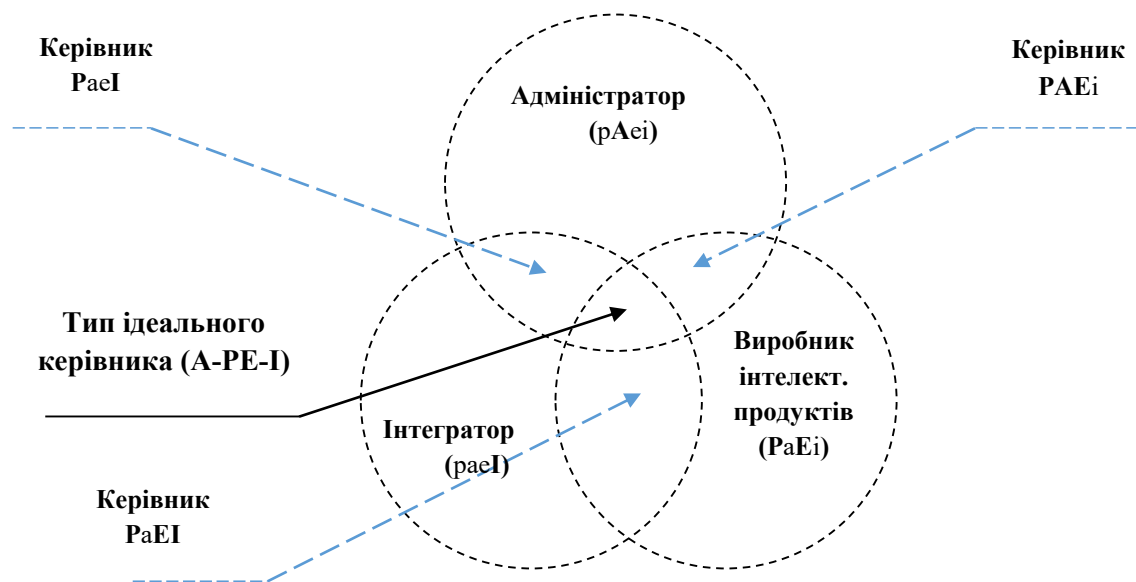 Керівник
PaeI
Керівник
PAEi
Адміністратор
(pAei)
Тип ідеального
керівника (A-PE-I)
Виробник
інтелект.
продуктів
(PaEi)
Інтегратор
(paeI)
Керівник
PaEI